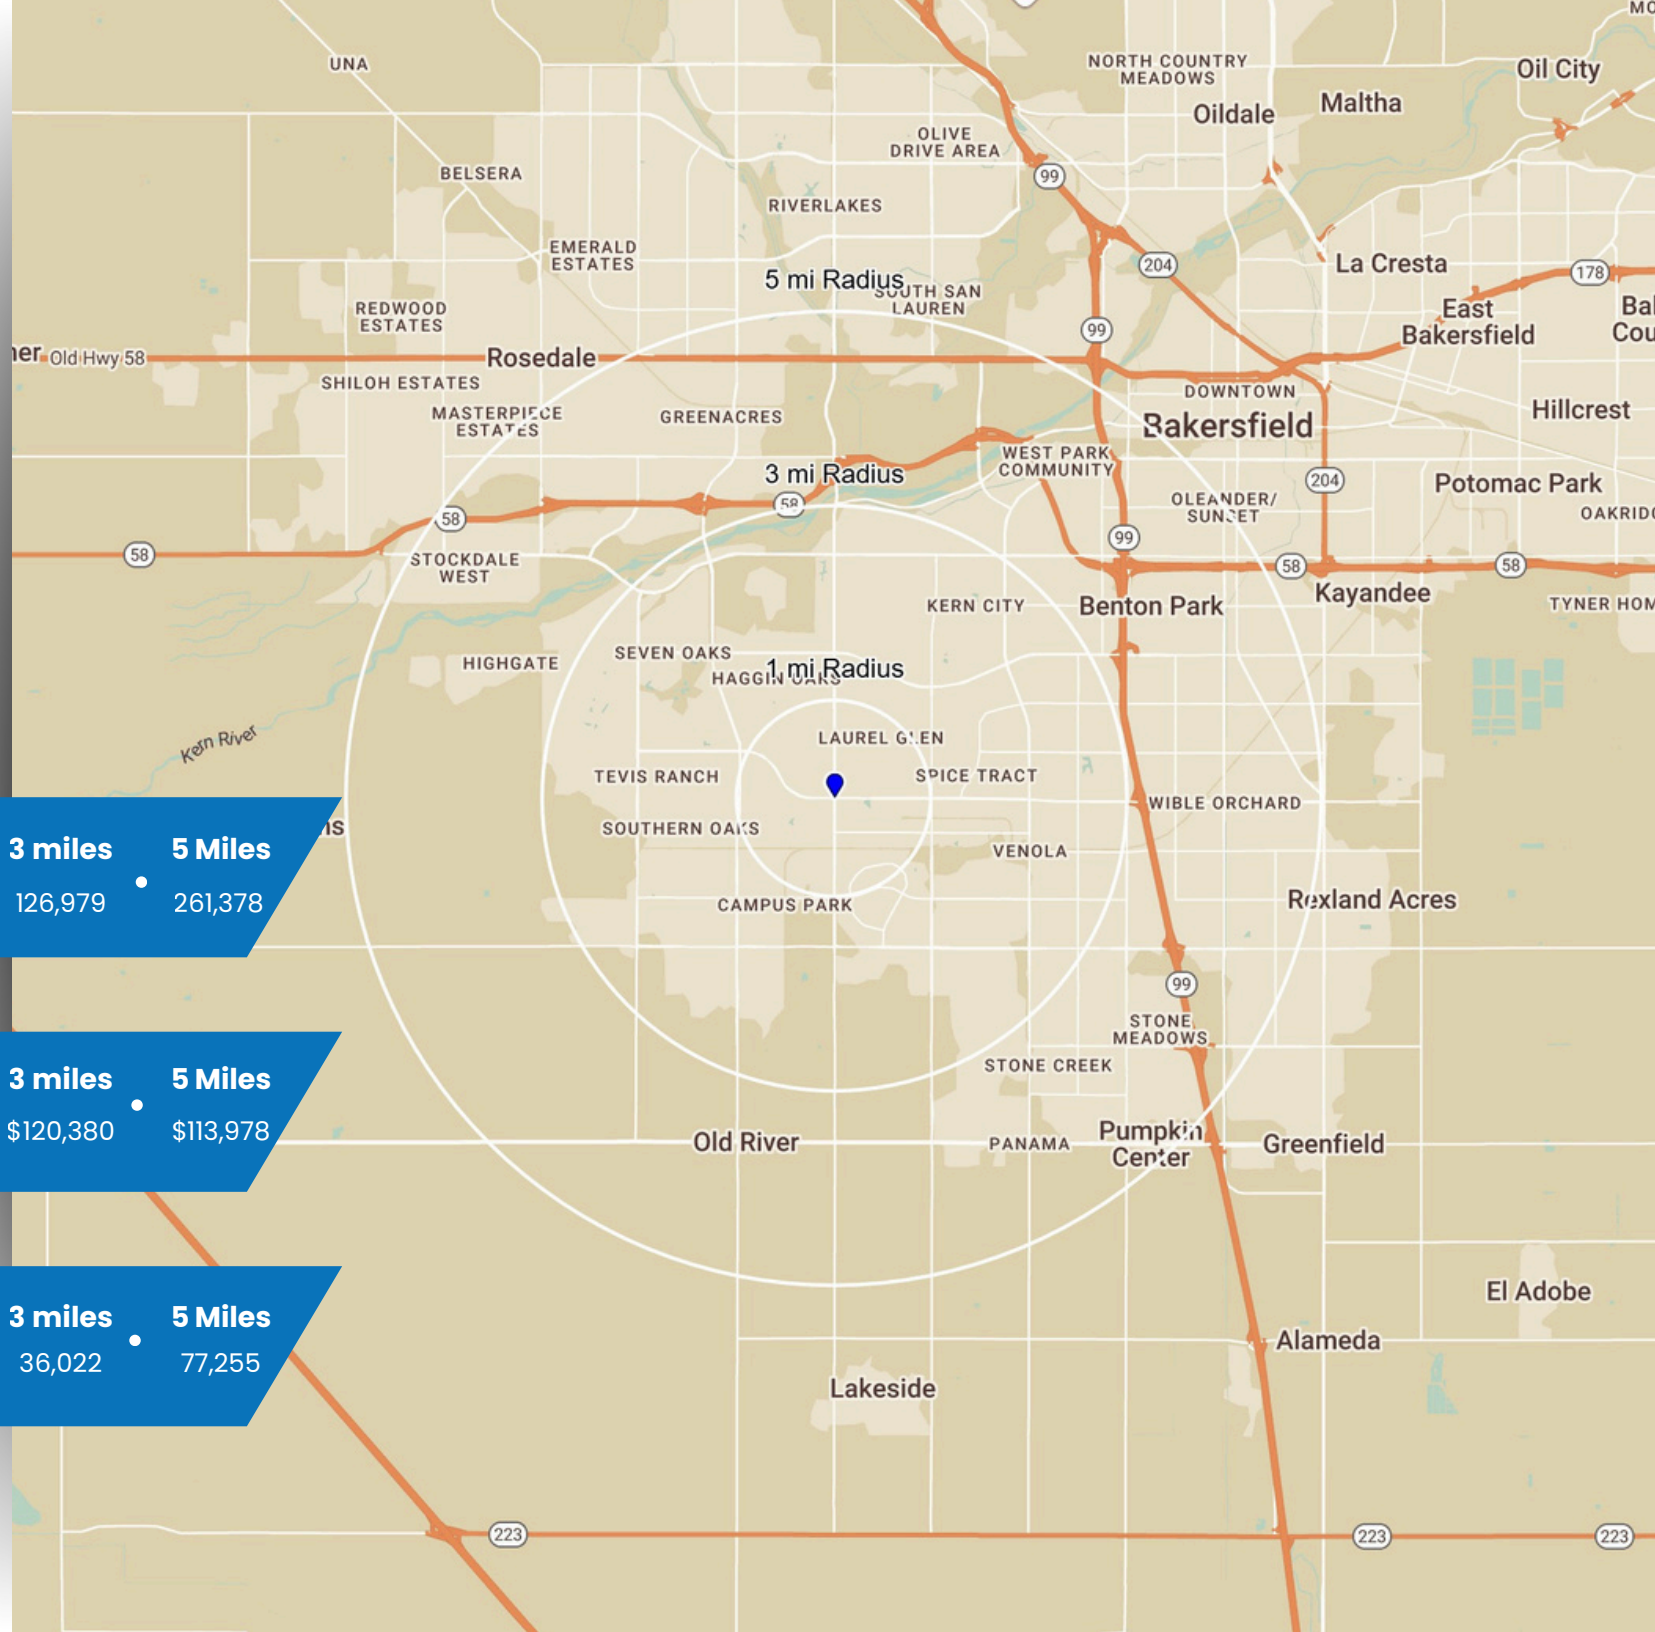 UNA
NORTH COUNTRY
MEADOWS
Oil City
Maltha
Oildale
OLIVE
DRIVE AREA
BELSERA
99
RIVERLAKES
EMERALD
ESTATES
204
La Cresta
178
5 mi Radius
SOUTH SAN
LAUREN
REDWOOD
ESTATES
East
Bakersfield
99
Old Hwy 58
Rosedale
SHILOH ESTATES
DOWNTOWN
MASTERPIECE
ESTATES
GREENACRES
Bakersfield
Hillcrest
WEST PARK
COMMUNITY
3 mi Radius
204
Potomac Park
58
OLEANDER/
SUNSET
58
99
58
STOCKDALE
WEST
58
58
Kayandee
KERN CITY
Benton Park
SEVEN OAKS
HIGHGATE
1 mi Radius
HAGGIN OAKS
Kern River
LAUREL GLEN
TEVIS RANCH
SPICE TRACT
WIBLE ORCHARD
SOUTHERN OAKS
VENOLA
3 miles
5 Miles
126,979
261,378
CAMPUS PARK
Rexland Acres
99
STONE
MEADOWS
STONE CREEK
3 miles
5 Miles
$120,380
$113,978
Old River
PANAMA
Pumpkin
Center
Greenfield
El Adobe
3 miles
5 Miles
36,022
77,255
Alameda
Lakeside
223
223
223